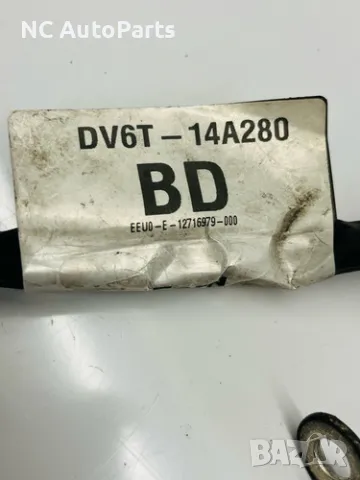 NC AutoParts
DV6T-14A280
BD
EEU0-E-12716979-000
BAZAR